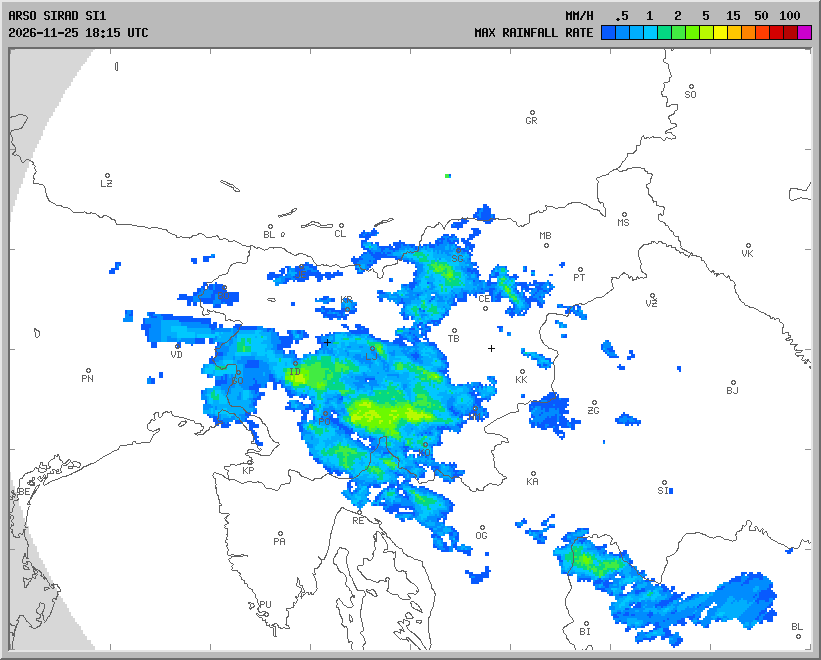 ARSO SIRAD SI1 MM/H .5 1 2 5 15 50 100
2026-11-25 18:15 UTC MAX RAINFALL RATE
SO
GR
LZ
MS
BL CL MB
VK
SG
PT
KR CE VZ
TB
VD LJ
ID
PN GO KK
BJ
ZG
KP
KA
BE SI
RE
OG
PA
PU
BI BL